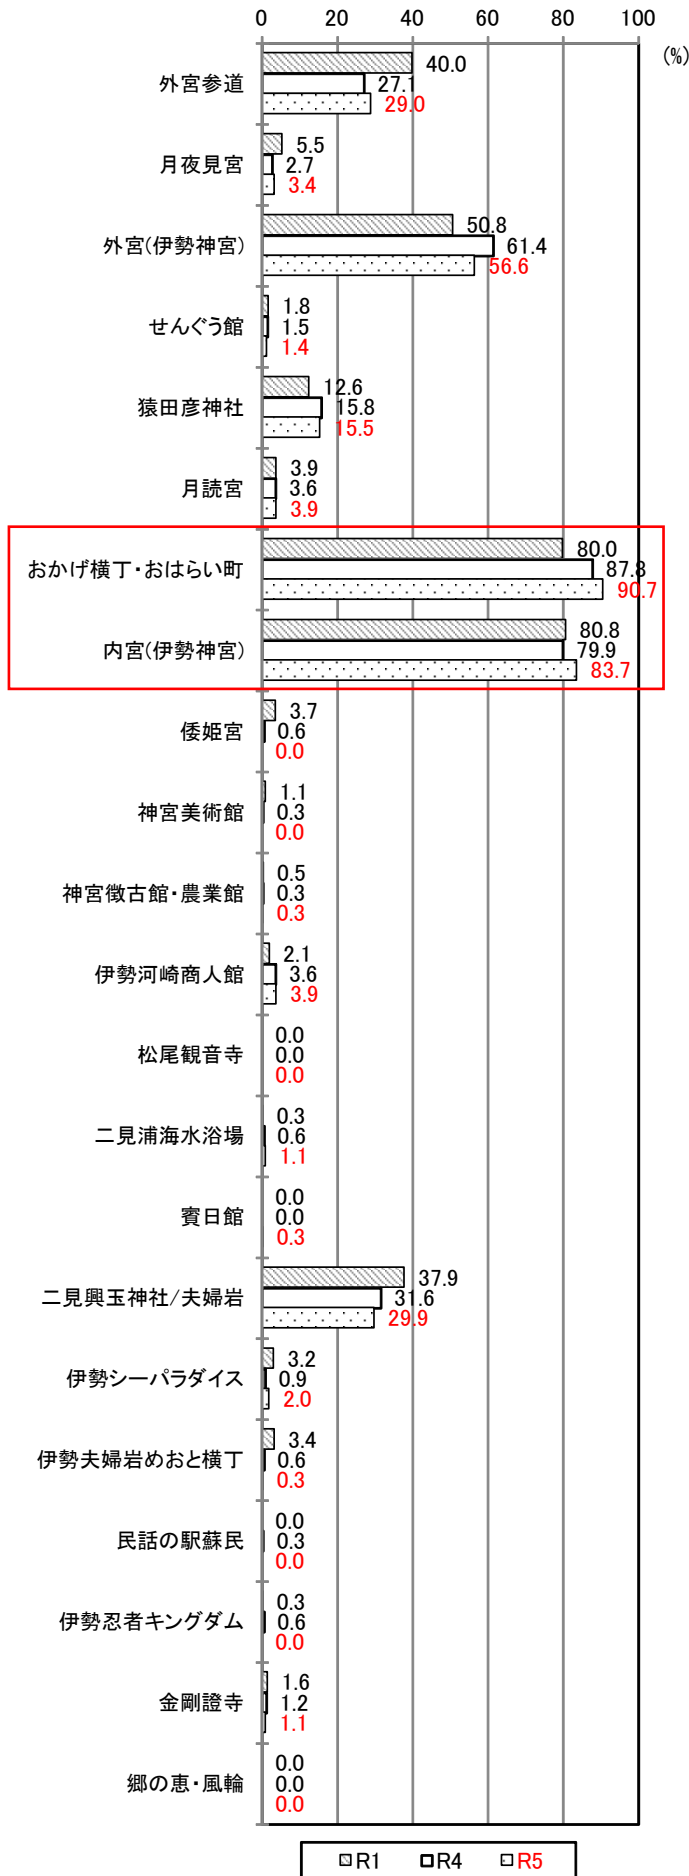 0 20 40 60 80 100
(%)
外宮参道
40.0
27.1
29.0
月夜見宮
5.5
2.7
3.4
外宮(伊勢神宮)
50.8
61.4
56.6
せんぐう館
1.8
1.5
1.4
猿田彦神社
12.6
15.8
15.5
月読宮
3.9
3.6
3.9
おかげ横丁・おはらい町
80.0
87.8
90.7
内宮(伊勢神宮)
80.8
79.9
83.7
倭姫宮
3.7
0.6
0.0
神宮美術館
1.1
0.3
0.0
神宮徴古館・農業館
0.5
0.3
0.3
伊勢河崎商人館
2.1
3.6
3.9
松尾観音寺
0.0
0.0
0.0
二見浦海水浴場
0.3
0.6
1.1
賓日館
0.0
0.0
0.3
二見興玉神社/夫婦岩
37.9
31.6
29.9
伊勢シーパラダイス
3.2
0.9
2.0
伊勢夫婦岩めおと横丁
3.4
0.6
0.3
民話の駅蘇民
0.0
0.3
0.0
伊勢忍者キングダム
0.3
0.6
0.0
金剛證寺
1.6
1.2
1.1
郷の恵・風輪
0.0
0.0
0.0
R1 R4 R5